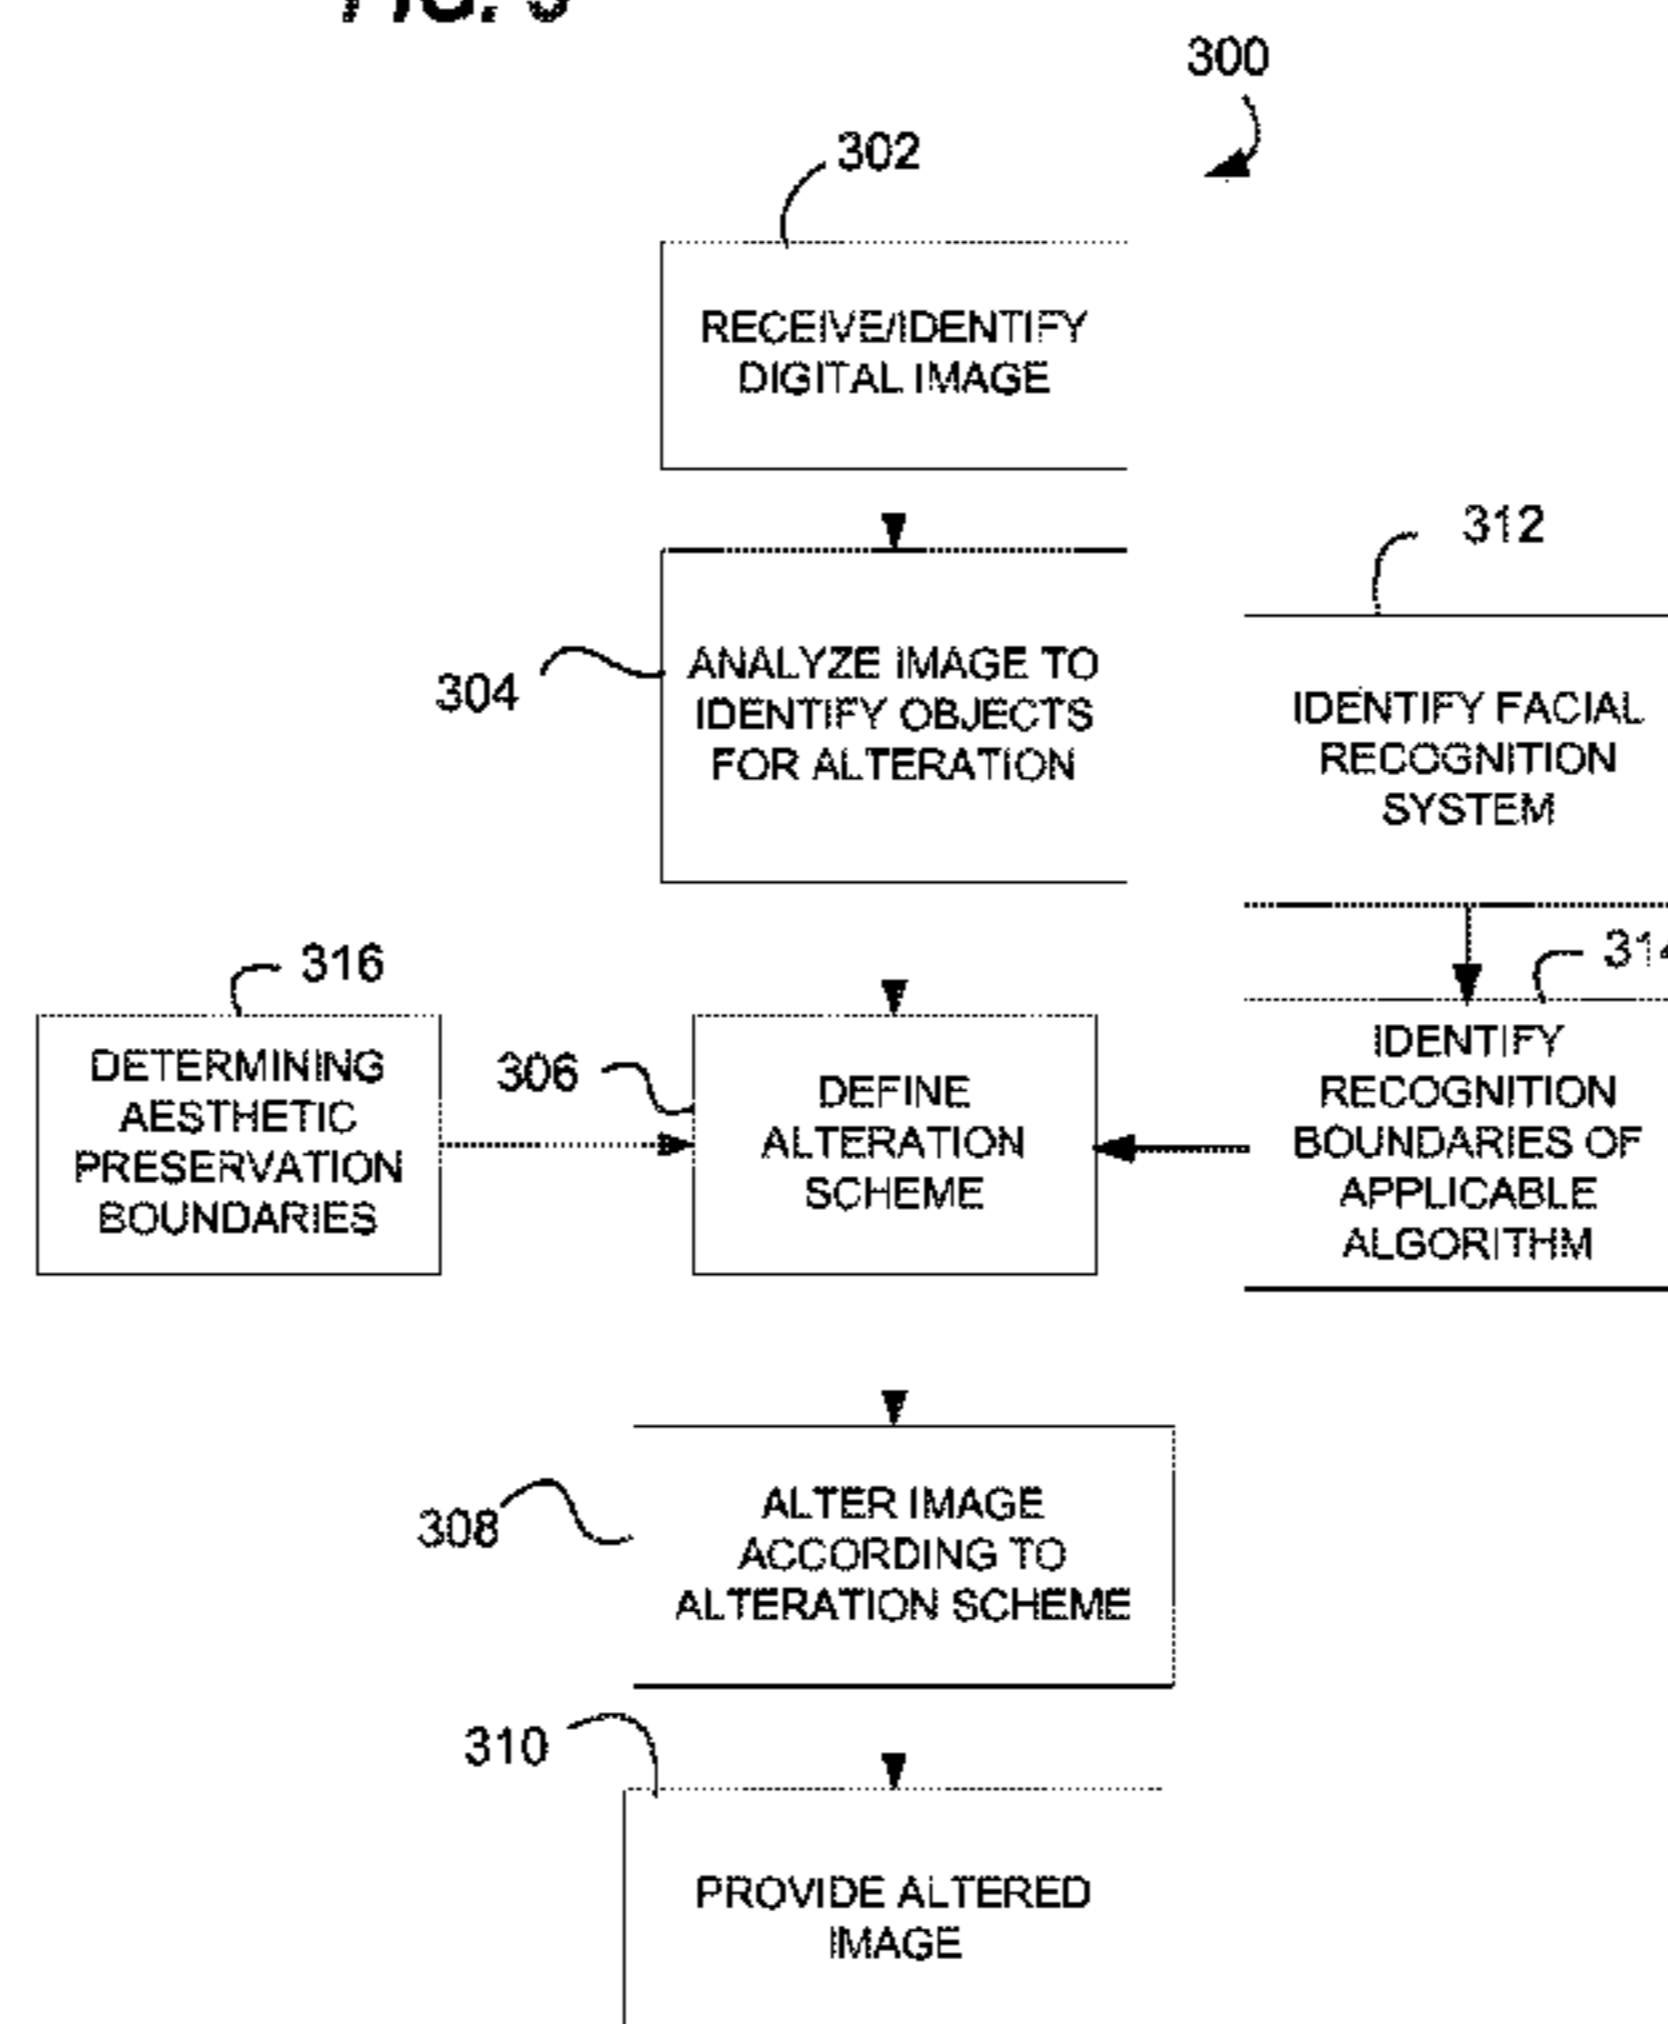 300
302
RECEIVE/IDENTIFY
DIGITAL IMAGE
312
304
ANALYZE IMAGE TO
IDENTIFY OBJECTS
FOR ALTERATION
IDENTIFY FACIAL
RECOGNITION
SYSTEM
316
DETERMINING
AESTHETIC
PRESERVATION
BOUNDARIES
306
DEFINE
ALTERATION
SCHEME
IDENTIFY
RECOGNITION
BOUNDARIES OF
APPLICABLE
ALGORITHM
308
ALTER IMAGE
ACCORDING TO
ALTERATION SCHEME
310
PROVIDE ALTERED
IMAGE